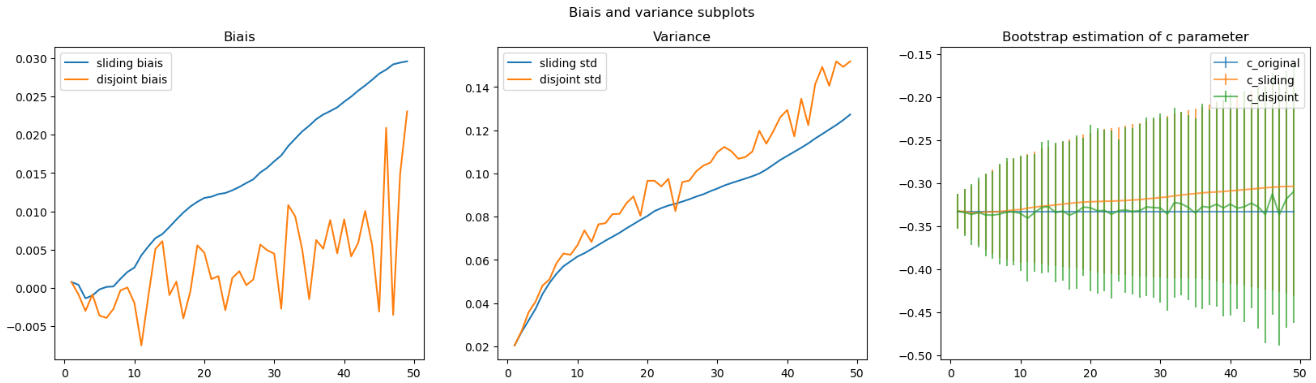 Biais and variance subplots
Biais
sliding biais
disjoint biais
0.030
0.025
0.020
0.015
0.010
0.005
0.000
−0.005
0 10 20 30 40 50
Variance
sliding std
disjoint std
0.14
0.12
0.10
0.08
0.06
0.04
0.02
0 10 20 30 40 50
Bootstrap estimation of c parameter
c_original
c_sliding
c_disjoint
−0.15
−0.20
−0.25
−0.30
−0.35
−0.40
−0.45
−0.50
0 10 20 30 40 50